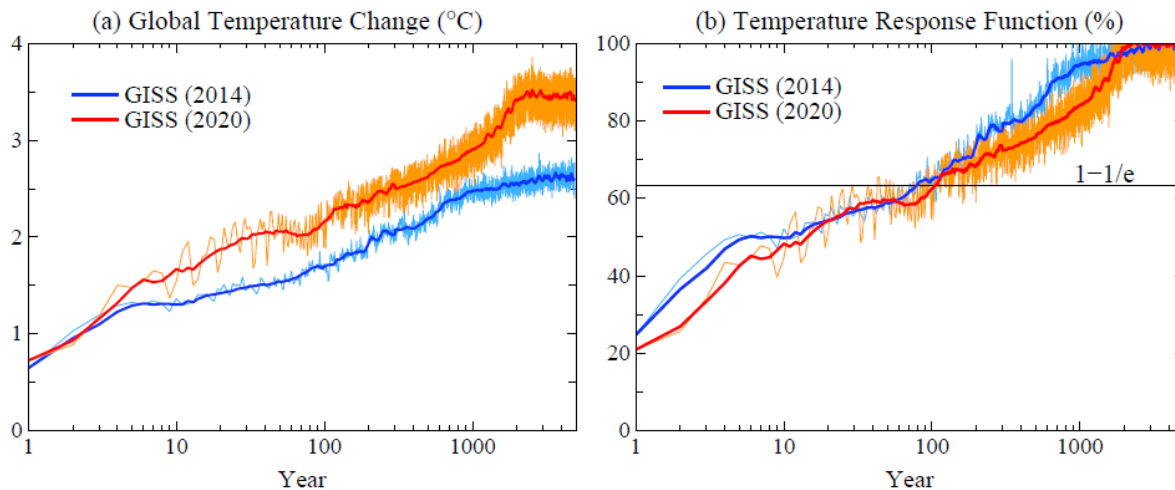 (a) Global Temperature Change (°C)
4
3
2
1
0
GISS (2014)
GISS (2020)
1 10 100 1000
Year
(b) Temperature Response Function (%)
100
80
60
40
20
0
GISS (2014)
GISS (2020)
1−1/e
1 10 100 1000
Year